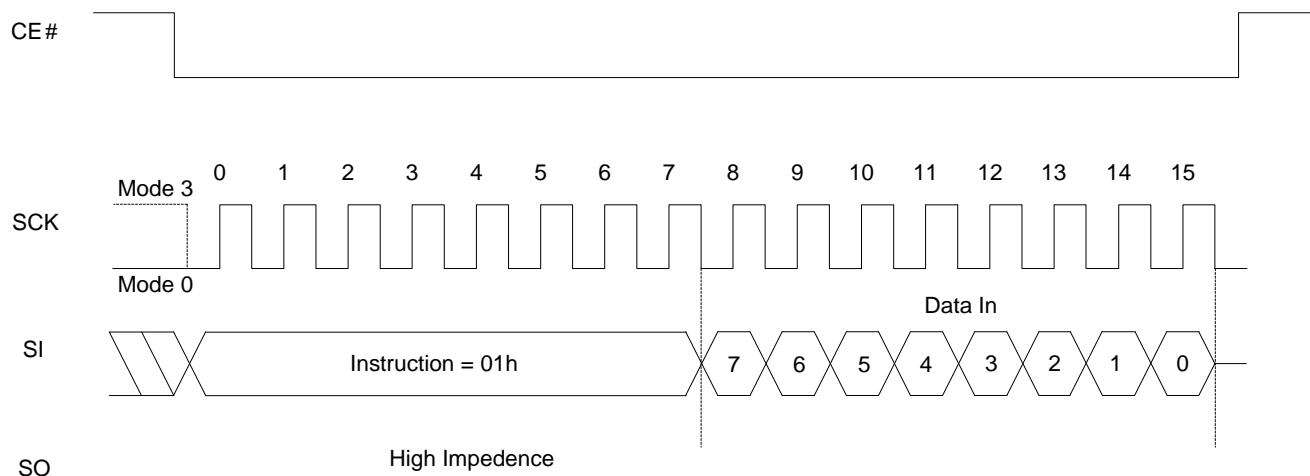 CE#
0 1 2 3 4 5 6 7 8 9 10 11 12 13 14 15
Mode 3
SCK
Mode 0
Data In
SI
Instruction = 01h
7 6 5 4 3 2 1 0
High Impedence
SO